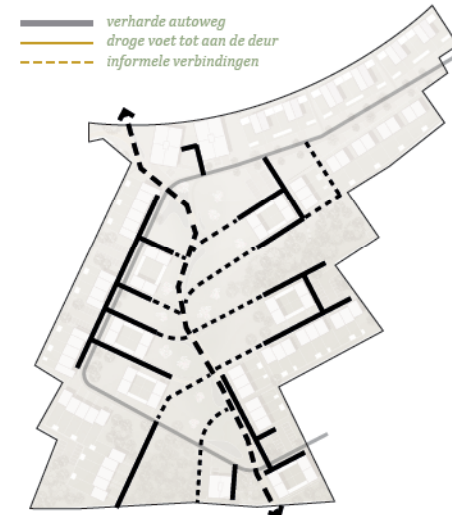 verharde autoweg
droge voet tot aan de deur
informele verbindingen